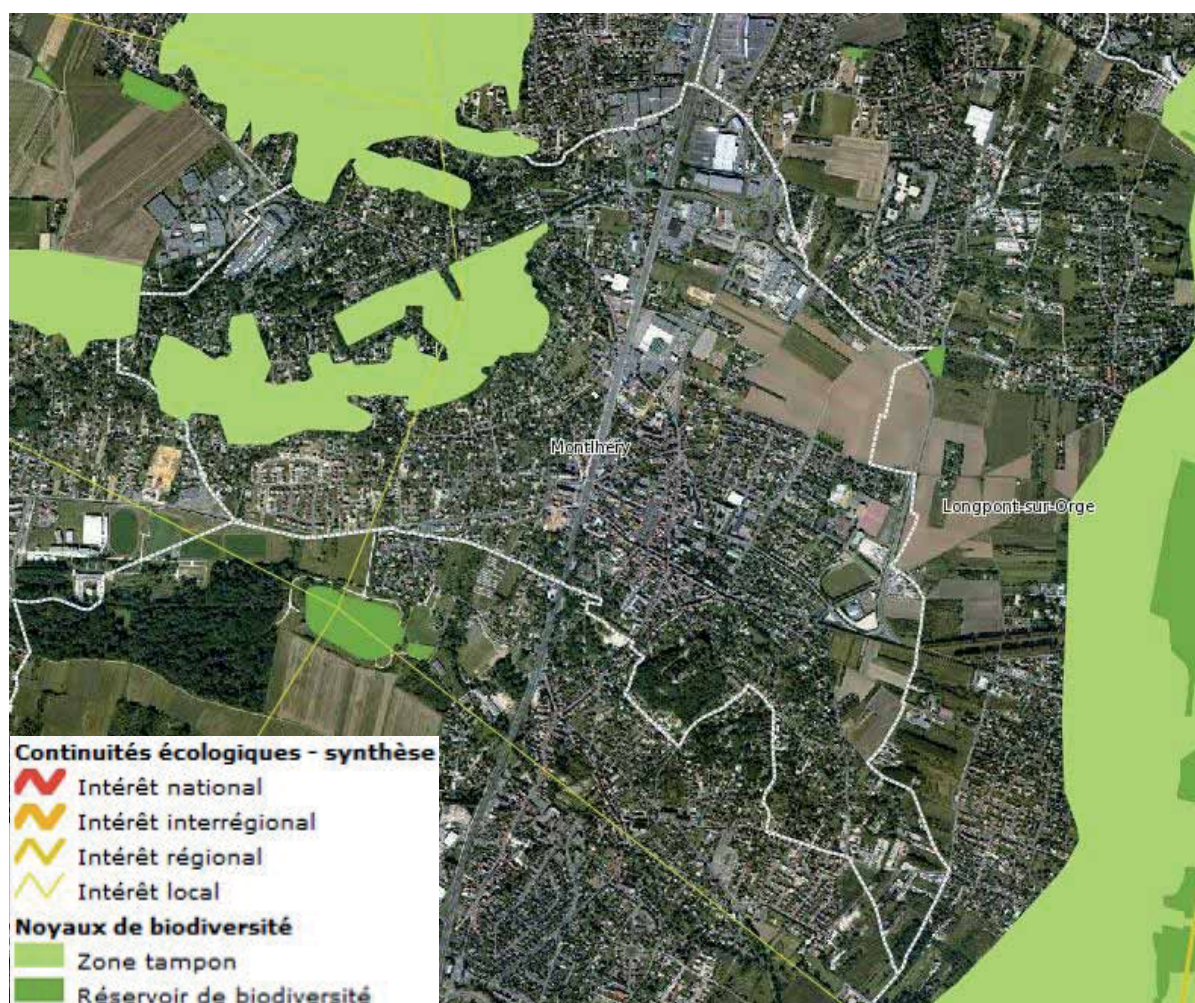 Montlhéry
Longpont-sur-Orge
Continuités écologiques - synthèse
Intérêt national
Intérêt interrégional
Intérêt régional
Intérêt local
Noyaux de biodiversité
Zone tampon
Réservoir de biodiversité